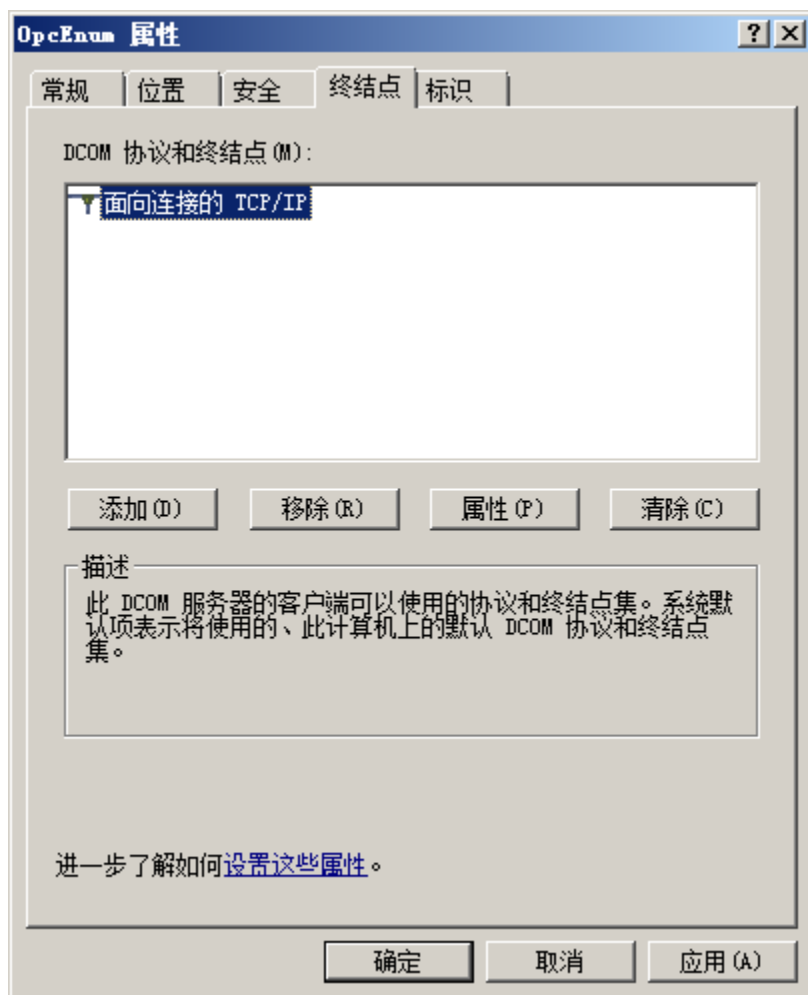 OpcEnum 属性
常规 位置 安全 终结点 标识
DCOM 协议和终结点(M):
面向连接的 TCP/IP
添加(D) 移除(R) 属性(P) 清除(C)
描述
此 DCOM 服务器的客户端可以使用的协议和终结点集。系统默
认项表示将使用的、此计算机上的默认 DCOM 协议和终结点
集。
进一步了解如何设置这些属性。
确定 取消 应用(A)